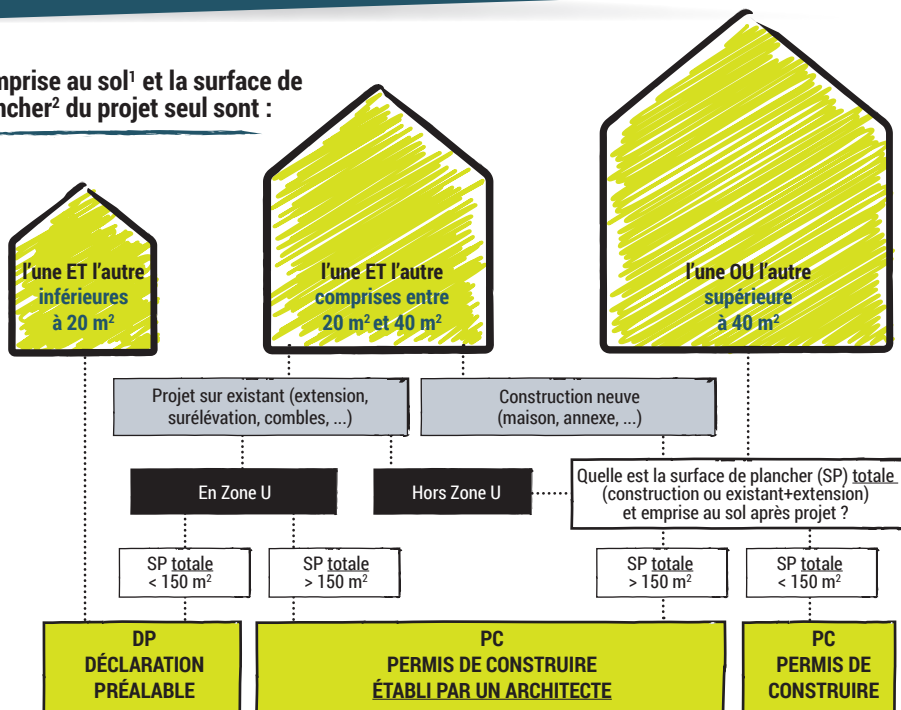 mprise au sol¹ et la surface de
ncher² du projet seul sont :
l'une ET l'autre
inférieures
à 20 m²
l'une ET l'autre
comprises entre
20 m² et 40 m²
l'une OU l'autre
supérieure
à 40 m²
Projet sur existant (extension,
surélévation, combles, ...)
Construction neuve
(maison, annexe, ...)
En Zone U
Hors Zone U
Quelle est la surface de plancher (SP) totale
(construction ou existant+extension)
et emprise au sol après projet ?
SP totale
< 150 m²
SP totale
> 150 m²
SP totale
> 150 m²
SP totale
< 150 m²
DP
DÉCLARATION
PRÉALABLE
PC
PERMIS DE CONSTRUIRE
ÉTABLI PAR UN ARCHITECTE
PC
PERMIS DE
CONSTRUIRE